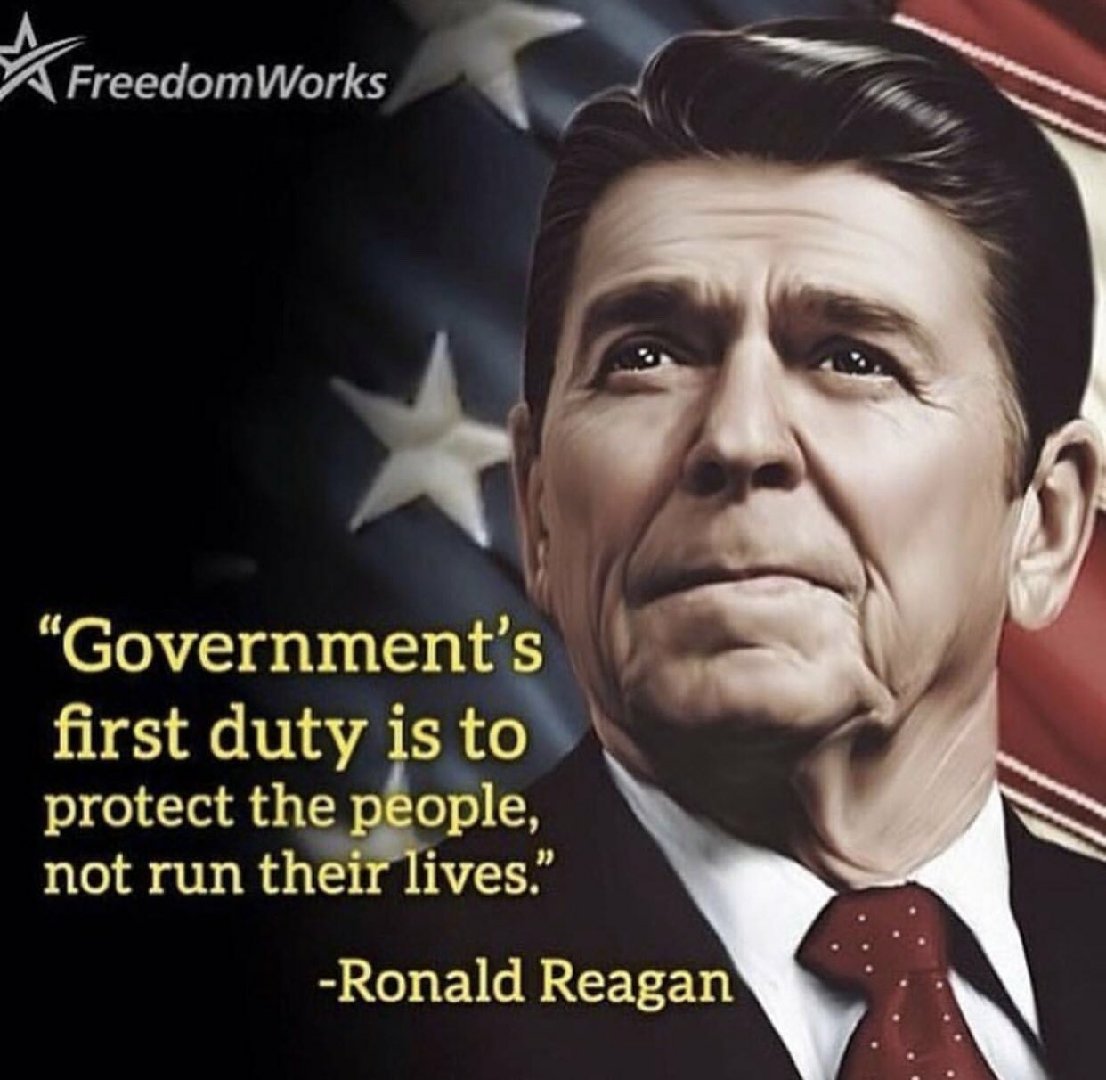 FreedomWorks
“Government’s
first duty is to
protect the people,
not run their lives.”
-Ronald Reagan